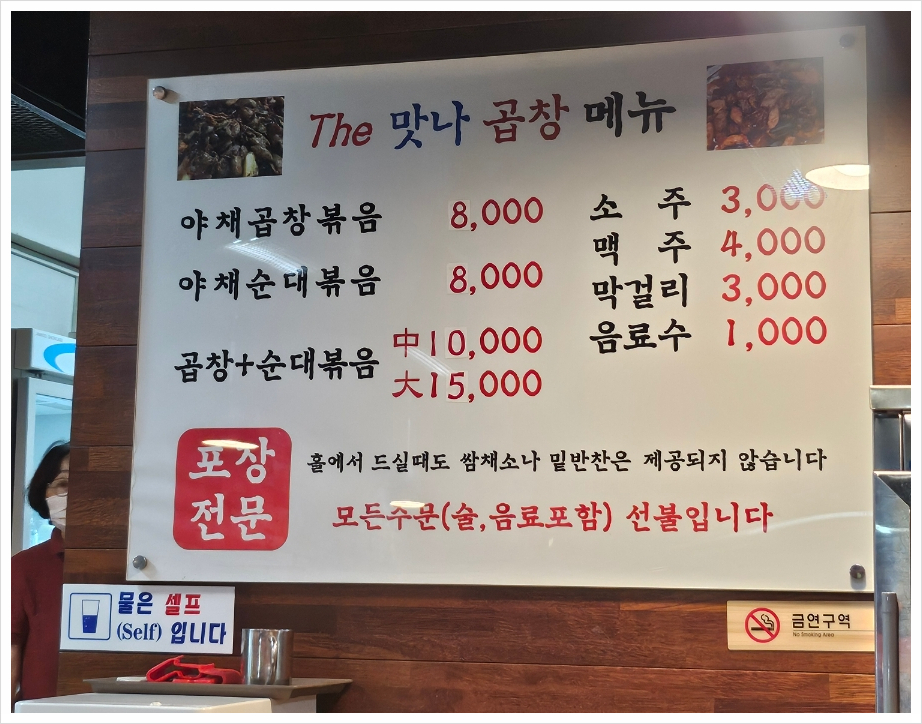 The 맛나 곱창 메뉴
야채곱창볶음 8,000
야채순대볶음 8,000
곱창+순대볶음 中10,000
大15,000
소 주 3,000
맥 주 4,000
막걸리 3,000
음료수 1,000
포장
전문
홀에서 드실때도 쌈채소나 밑반찬은 제공되지 않습니다
모든주문(술,음료포함) 선불입니다
물은 셀프
(Self) 입니다
금연구역
No Smoking Area